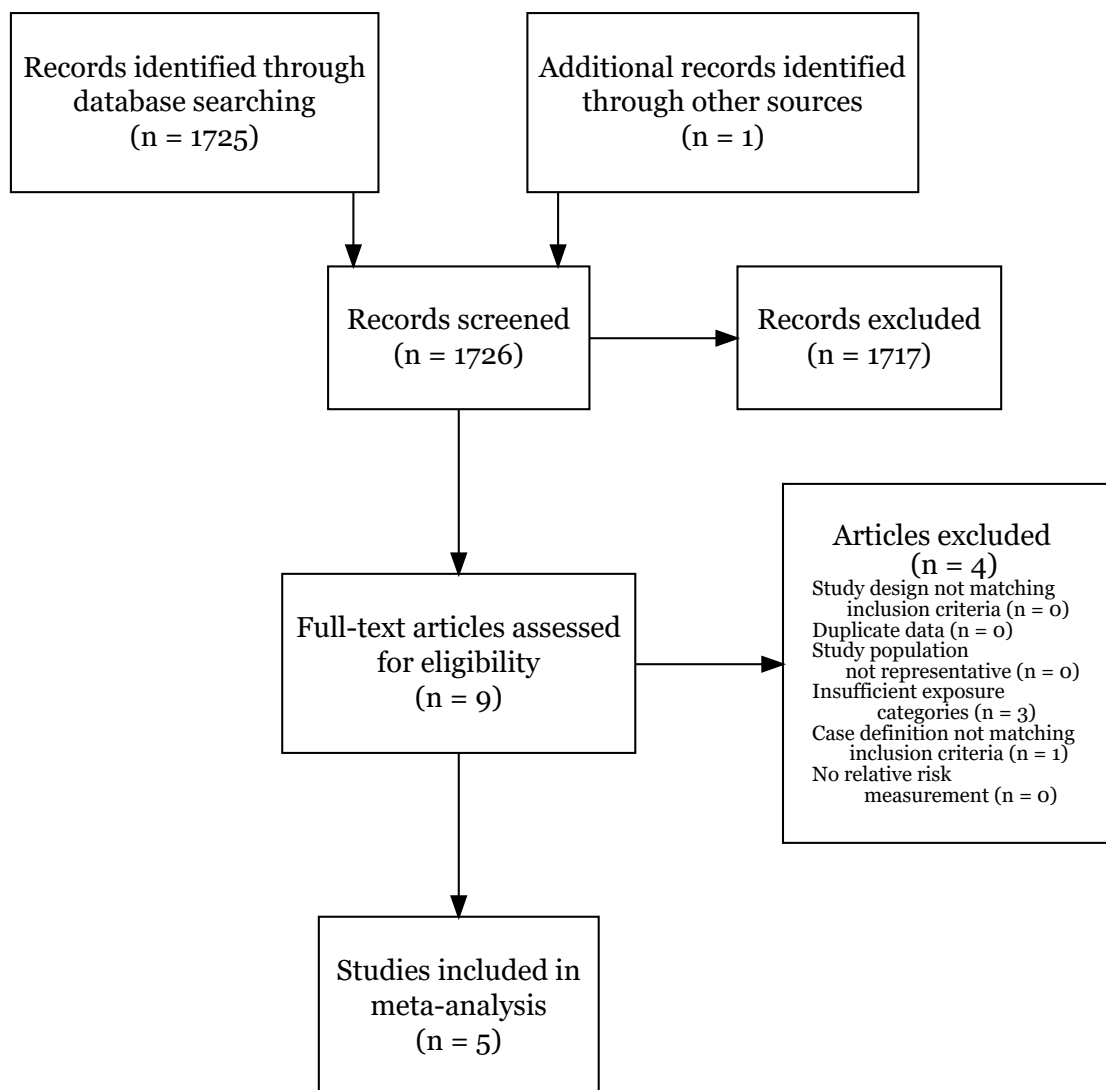 Records identified through
database searching
(n = 1725)
Additional records identified
through other sources
(n = 1)
Records screened
(n = 1726)
Records excluded
(n = 1717)
Full-text articles assessed
for eligibility
(n = 9)
Articles excluded
(n = 4)
Study design not matching
inclusion criteria (n = 0)
Duplicate data (n = 0)
Study population
not representative (n = 0)
Insufficient exposure
categories (n = 3)
Case definition not matching
inclusion criteria (n = 1)
No relative risk
measurement (n = 0)
Studies included in
meta-analysis
(n = 5)